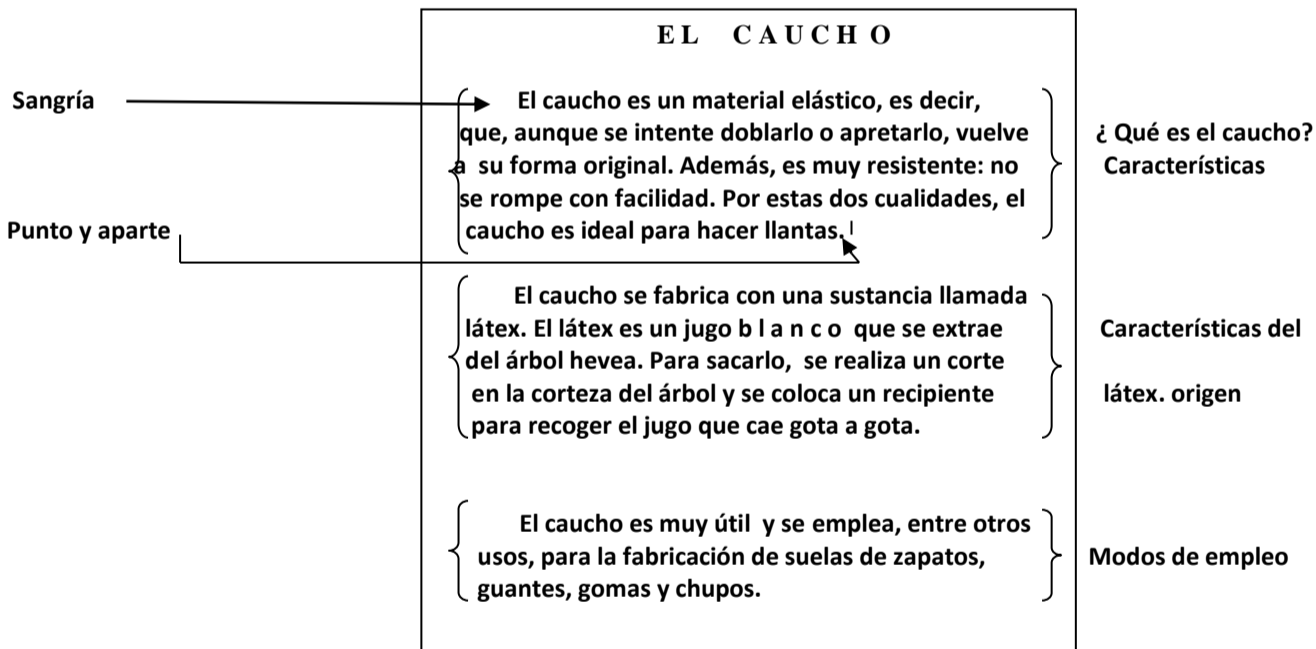 EL CAUCHO
Sangría
El caucho es un material elástico, es decir,
que, aunque se intente doblarlo o apretarlo, vuelve
a su forma original. Además, es muy resistente: no
se rompe con facilidad. Por estas dos cualidades, el
caucho es ideal para hacer llantas.
¿ Qué es el caucho?
Característicasﾠ
Punto y aparte
El caucho se fabrica con una sustancia llamada
látex. El látex es un jugo b l a n c o que se extrae
del árbol hevea. Para sacarlo, se realiza un corte
en la corteza del árbol y se coloca un recipiente
para recoger el jugo que cae gota a gota.
Característícas del
látex. origen
El caucho es muy útil y se emplea, entre otros
usos, para la fabricación de suelas de zapatos,
guantes, gomas y chupos.
Modos de empleo